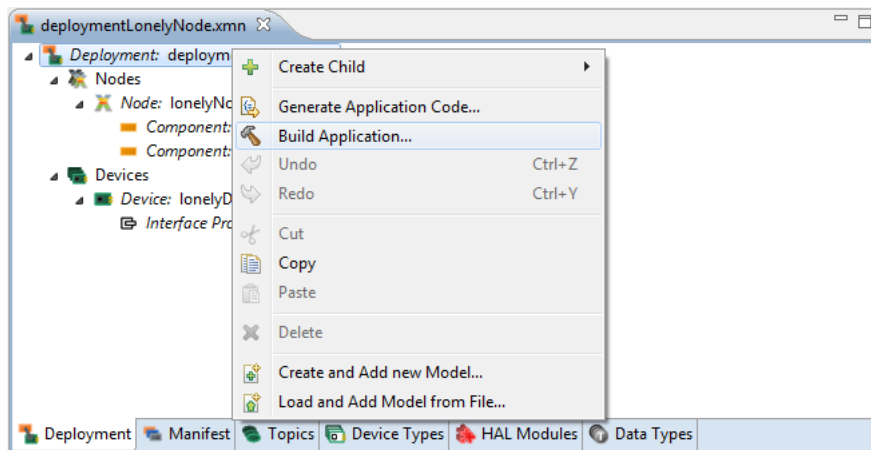 deploymentLonelyNode.xmn
Deployment: deploym
Nodes
Node: lonelyNo
Component:
Component:
Devices
Device: lonelyD
Interface Pro
Create Child
Generate Application Code...
Build Application...
Undo Ctrl+Z
Redo Ctrl+Y
Cut
Copy
Paste
Delete
Create and Add new Model...
Load and Add Model from File...
Deployment Manifest Topics Device Types HAL Modules Data Types